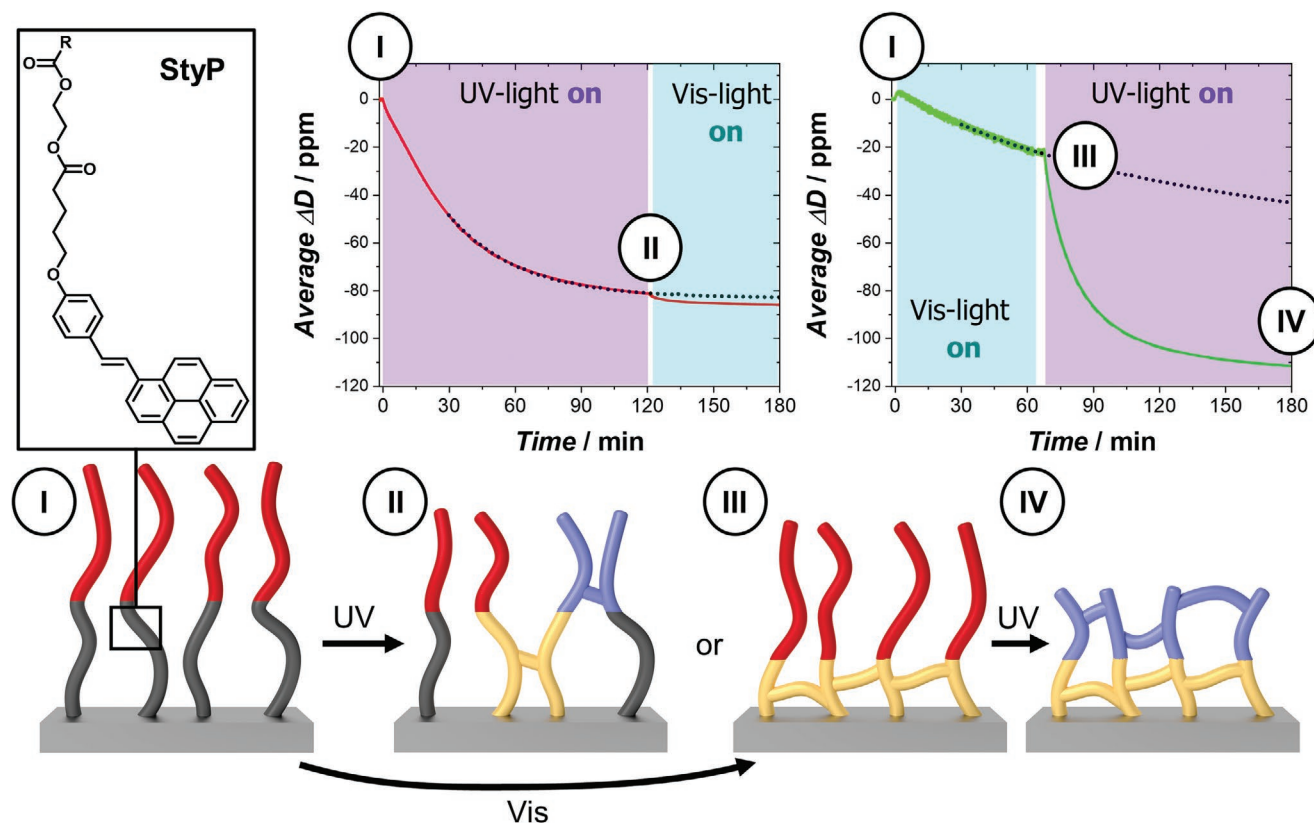 R
O
O
O
O
O
StyP
I
UV-light on
Vis-light
on
II
Average ΔD / ppm
0
-20
-40
-60
-80
-100
-120
0
30
60
90
120
150
180
Time / min
I
UV-light on
III
Vis-light
on
IV
Average ΔD / ppm
0
-20
-40
-60
-80
-100
-120
0
30
60
90
120
150
180
Time / min
I
II
III
IV
UV
or
UV
Vis